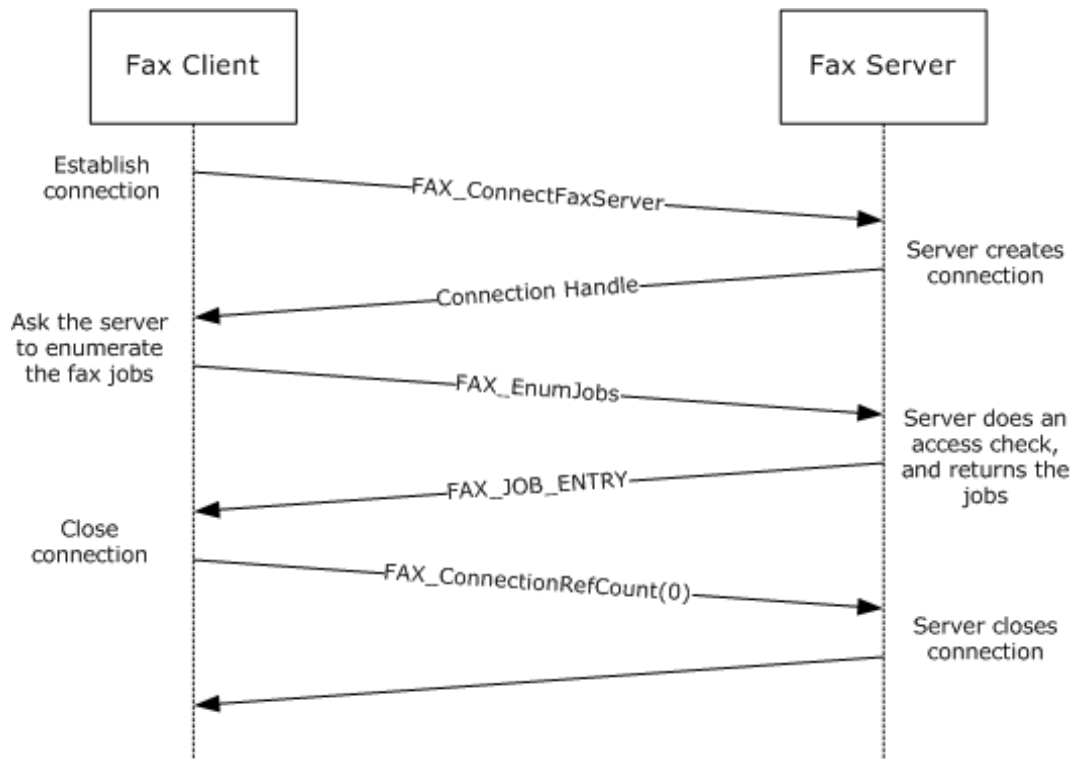 Fax Client
Fax Server
Establish
connection
FAX_ConnectFaxServer
Server creates
connection
Connection Handle
Ask the server
to enumerate
the fax jobs
FAX_EnumJobs
Server does an
access check,
and returns the
jobs
FAX_JOB_ENTRY
Close
connection
FAX_ConnectionRefCount(0)
Server closes
connection